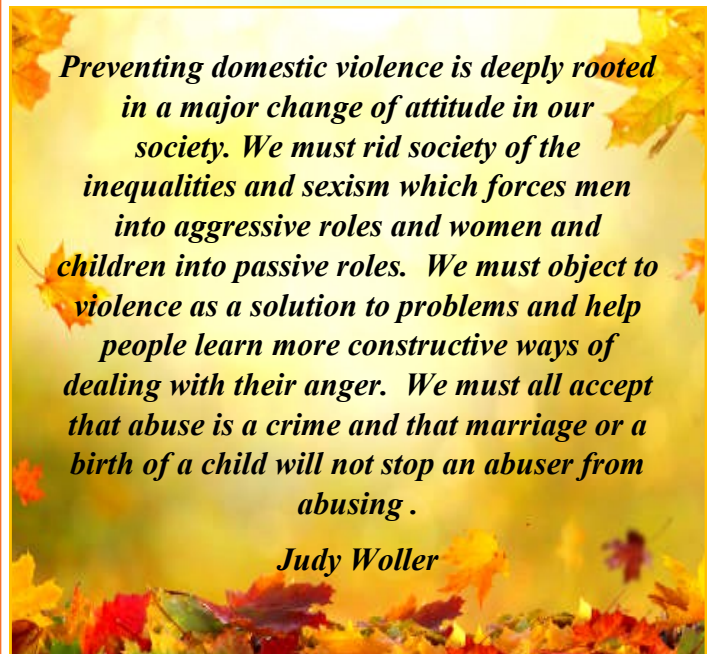 Preventing domestic violence is deeply rooted
in a major change of attitude in our
society. We must rid society of the
inequalities and sexism which forces men
into aggressive roles and women and
children into passive roles.  We must object to
violence as a solution to problems and help
people learn more constructive ways of
dealing with their anger.  We must all accept
that abuse is a crime and that marriage or a
birth of a child will not stop an abuser from
abusing .
Judy Woller